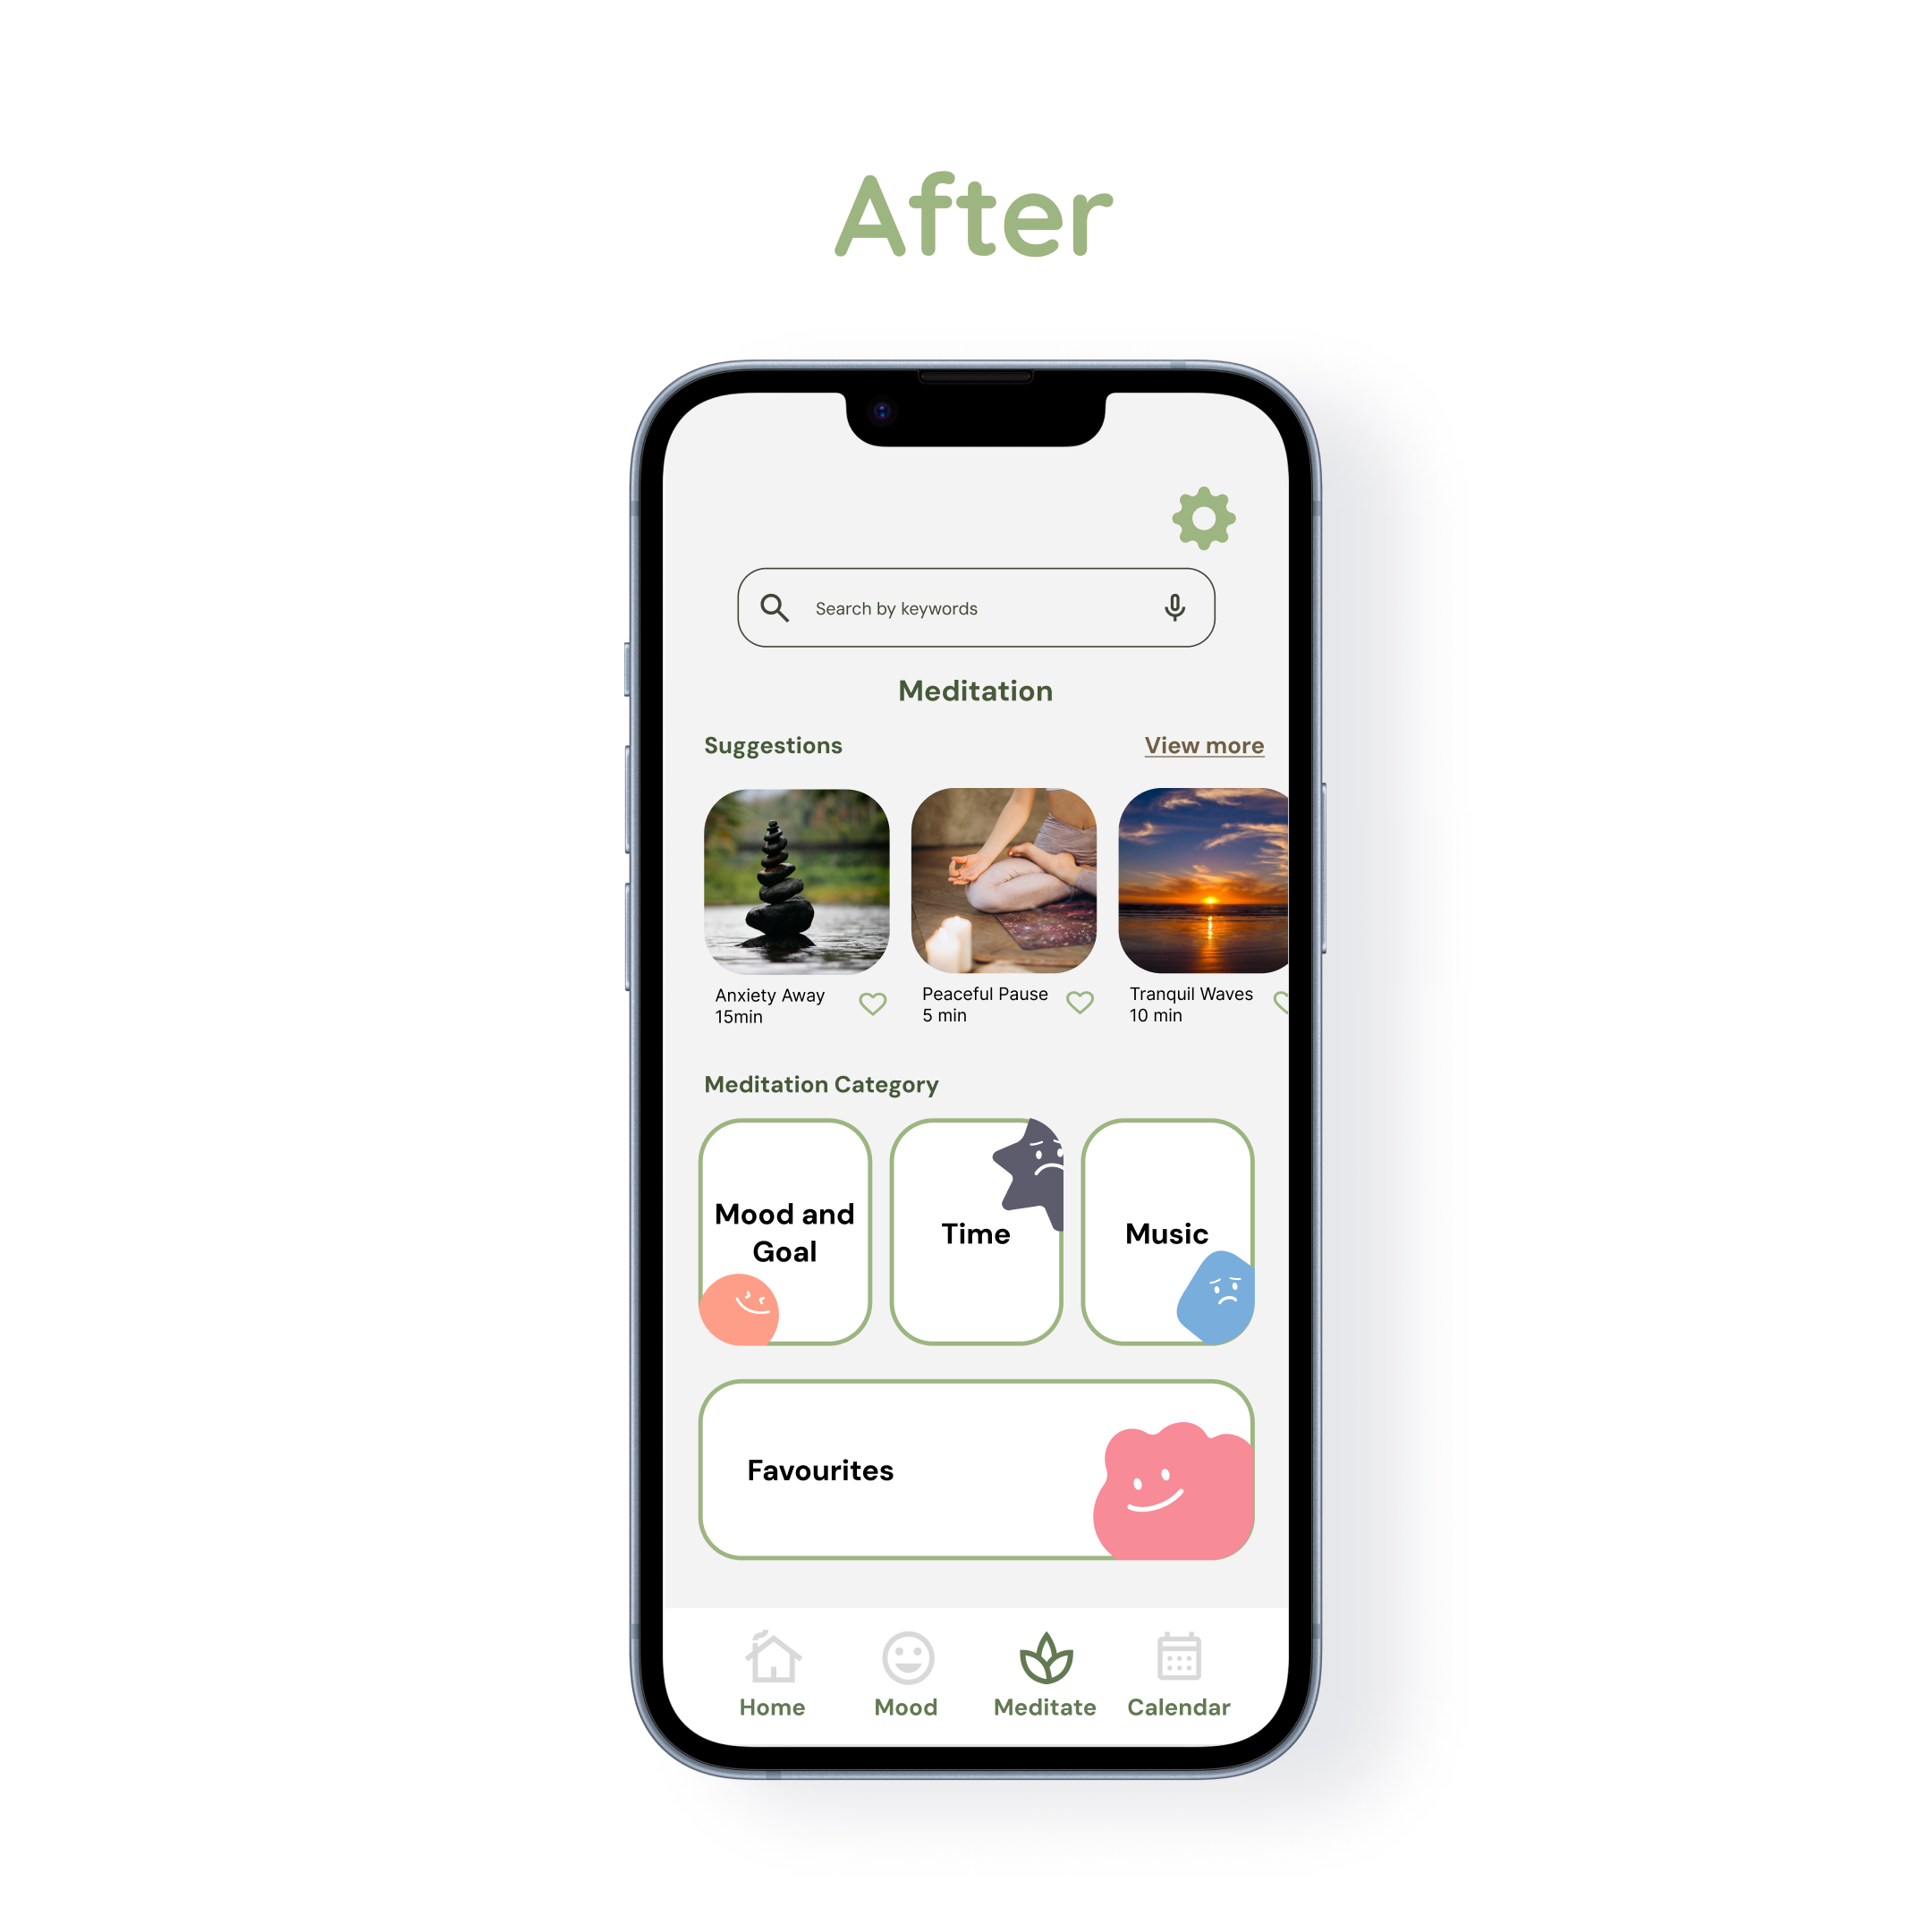 After
Search by keywords
Meditation
Suggestions
View more
Anxiety Away
15min
Peaceful Pause
5 min
Tranquil Waves
10 min
Meditation Category
Mood and
Goal
Time
Music
Favourites
Home
Mood
Meditate
Calendar